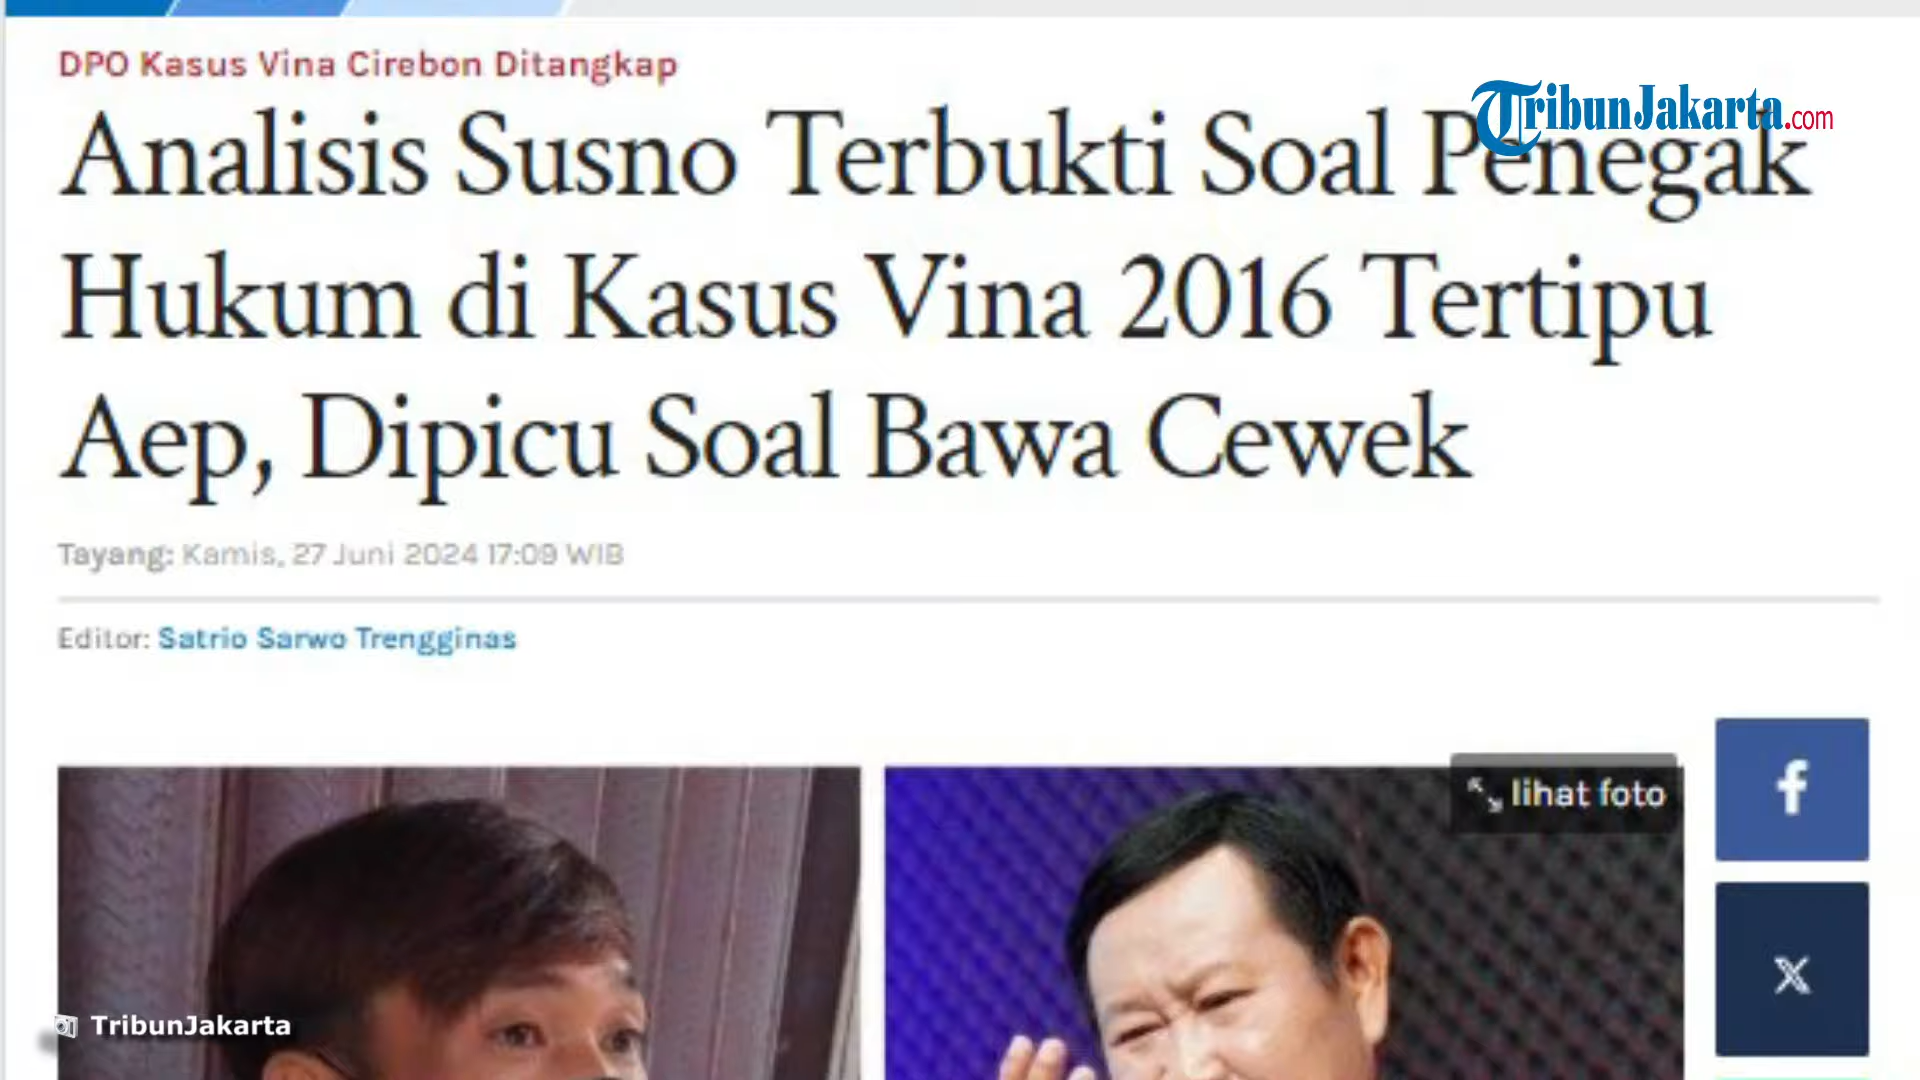 DPO Kasus Vina Cirebon Ditangkap
TribunJakarta.com
Analisis Susno Terbukti Soal Penegak
Hukum di Kasus Vina 2016 Tertipu
Aep, Dipicu Soal Bawa Cewek
Tayang: Kamis, 27 Juni 2024 17:09 WIB
Editor: Satrio Sarwo Trengginas
lihat foto
f
X
TribunJakarta